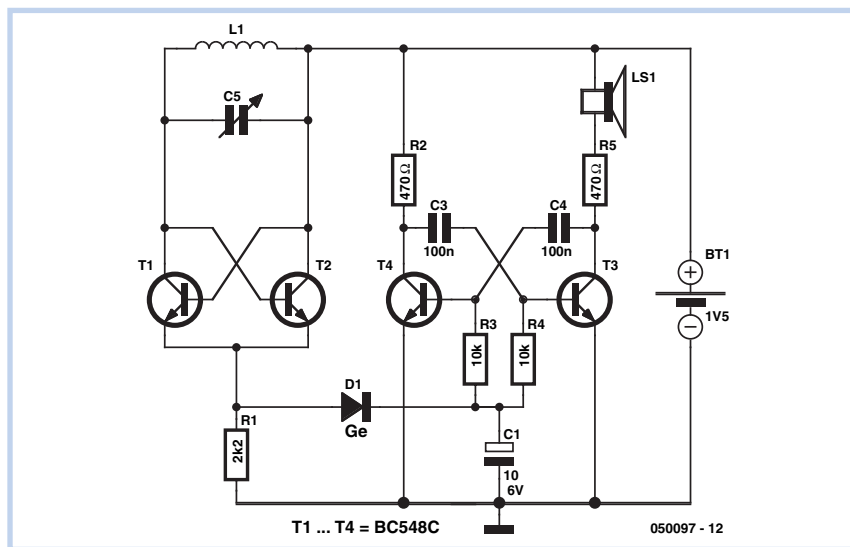 L1
C5
LS1
R2
470Ω
R5
470Ω
C3
100n
C4
100n
T1
T2
T4
T3
BT1
+
1V5
−
R3
10k
R4
10k
D1
Ge
R1
2k2
C1
10
6V
T1 ... T4 = BC548C
050097 - 12